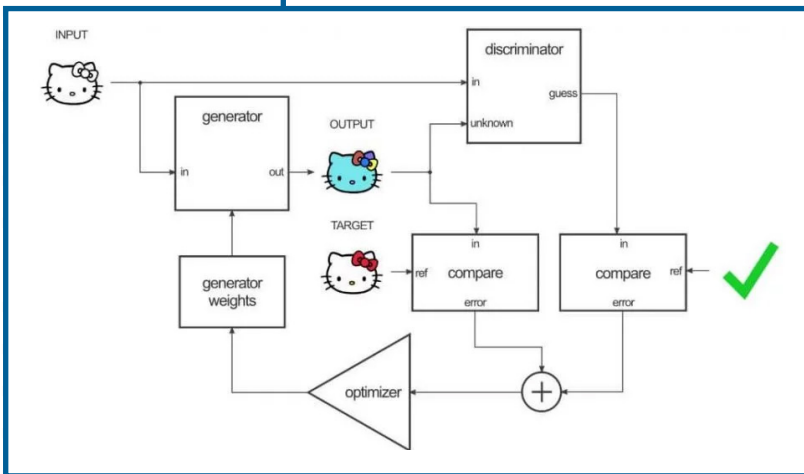 INPUT
discriminator
in
guess
generator
OUTPUT
unknown
in
out
TARGET
in
in
generator
weights
ref
compare
compare
ref
error
error
optimizer
+